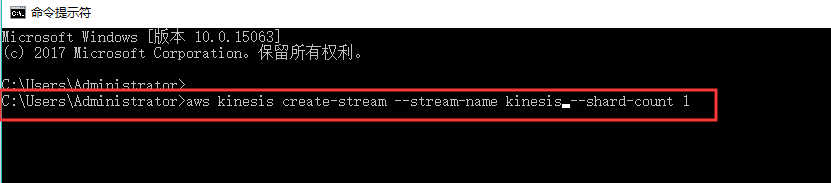 命令提示符
Microsoft Windows [版本 10.0.15063]
(c) 2017 Microsoft Corporation。保留所有权利。
C:\Users\Administrator>
C:\Users\Administrator>aws kinesis create-stream --stream-name kinesis --shard-count 1